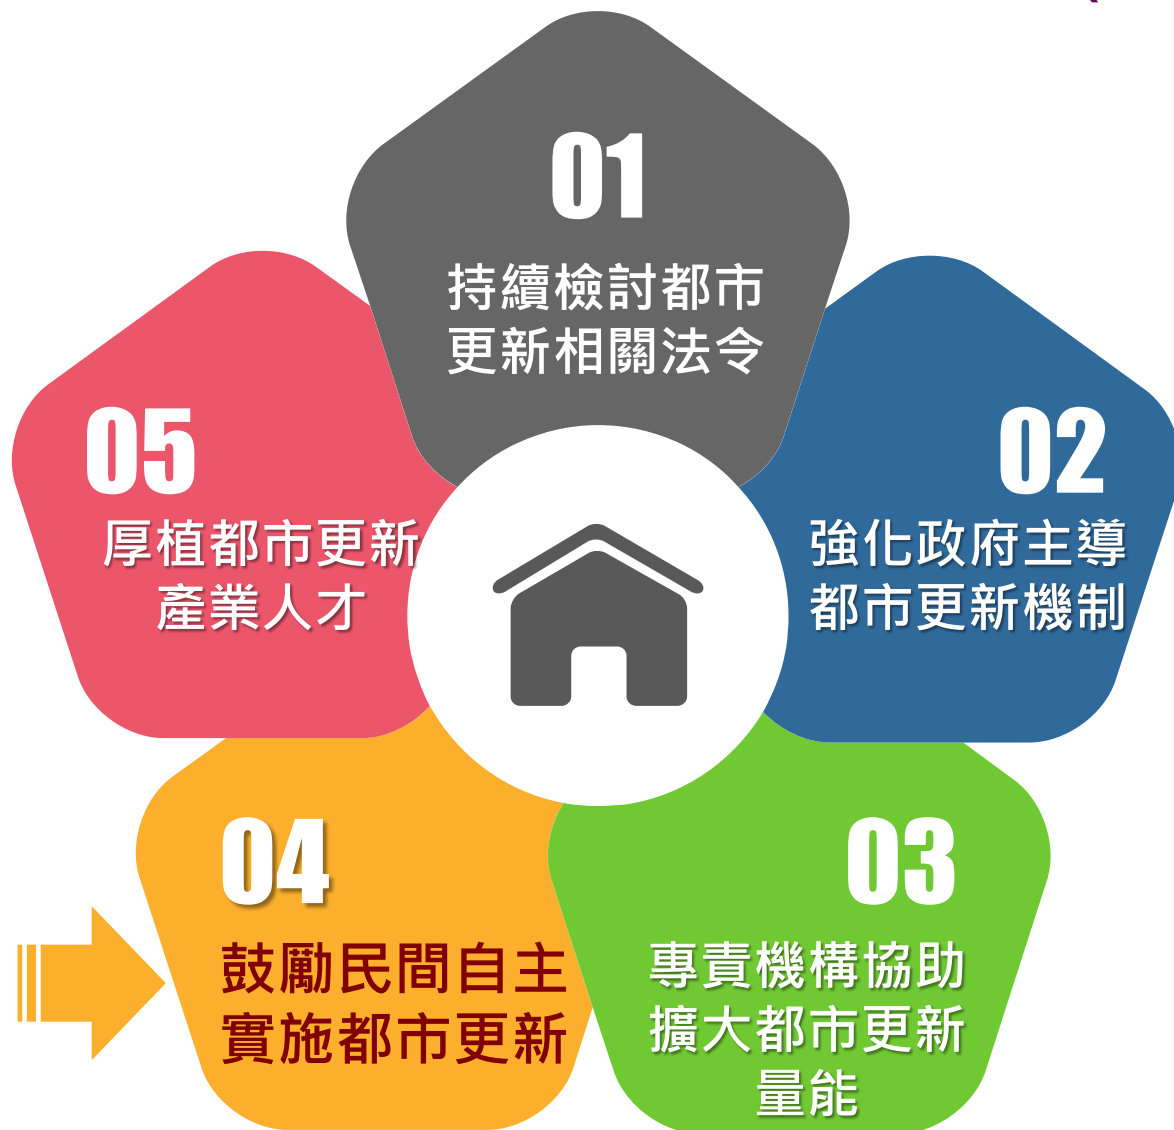 01
持續檢討都市
更新相關法令
02
強化政府主導
都市更新機制
03
專責機構協助
擴大都市更新
量能
04
鼓勵民間自主
實施都市更新
05
厚植都市更新
產業人才